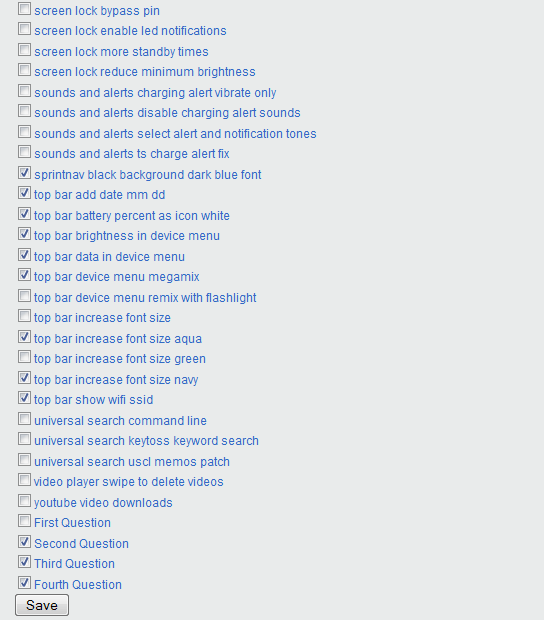 screen lock bypass pin
screen lock enable led notifications
screen lock more standby times
screen lock reduce minimum brightness
sounds and alerts charging alert vibrate only
sounds and alerts disable charging alert sounds
sounds and alerts select alert and notification tones
sounds and alerts ts charge alert fix
sprintnav black background dark blue font
top bar add date mm dd
top bar battery percent as icon white
top bar brightness in device menu
top bar data in device menu
top bar device menu megamix
top bar device menu remix with flashlight
top bar increase font size
top bar increase font size aqua
top bar increase font size green
top bar increase font size navy
top bar show wifi ssid
universal search command line
universal search keytoss keyword search
universal search uscl memos patch
video player swipe to delete videos
youtube video downloads
First Question
Second Question
Third Question
Fourth Question
Save